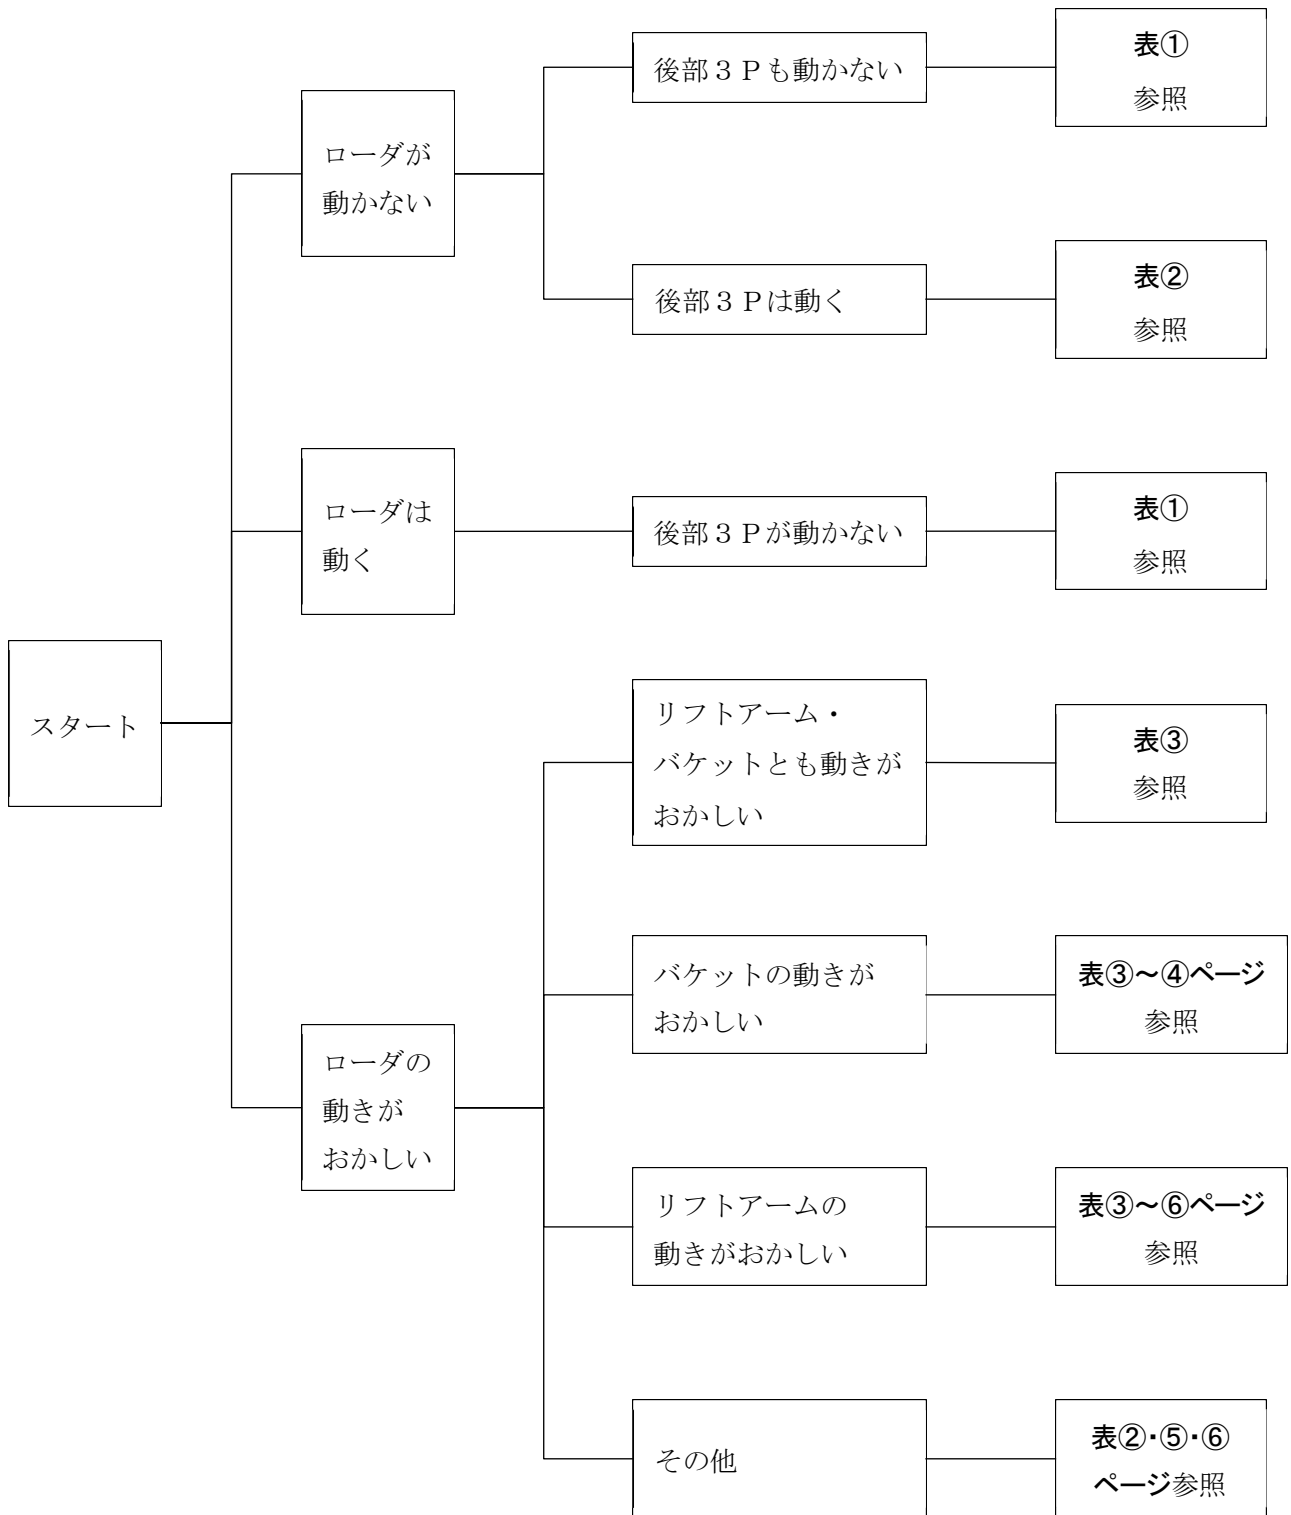 後部３Ｐも動かない
表①
参照
ローダが
動かない
後部３Ｐは動く
表②
参照
ローダは
動く
後部３Ｐが動かない
表①
参照
スタート
リフトアーム・
バケットとも動きが
おかしい
表③
参照
バケットの動きが
おかしい
表③～④ページ
参照
ローダの
動きが
おかしい
リフトアームの
動きがおかしい
表③～⑥ページ
参照
その他
表②・⑤・⑥
ページ参照